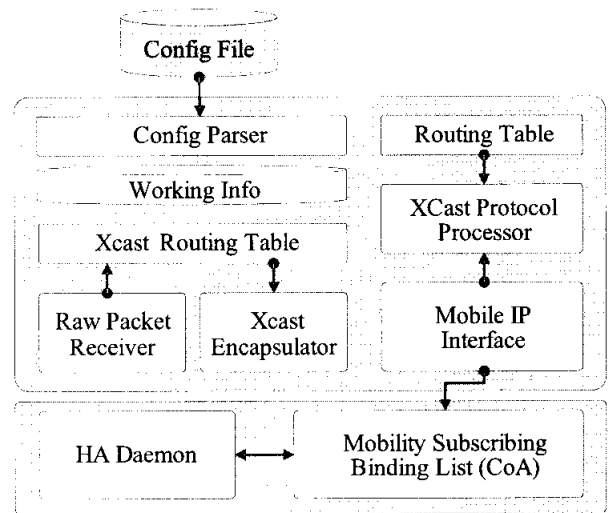 Config File
Config Parser
Working Info
Xcast Routing Table
Raw Packet
Receiver
Xcast
Encapsulator
Routing Table
XCast Protocol
Processor
Mobile IP
Interface
HA Daemon
Mobility Subscribing
Binding List (CoA)